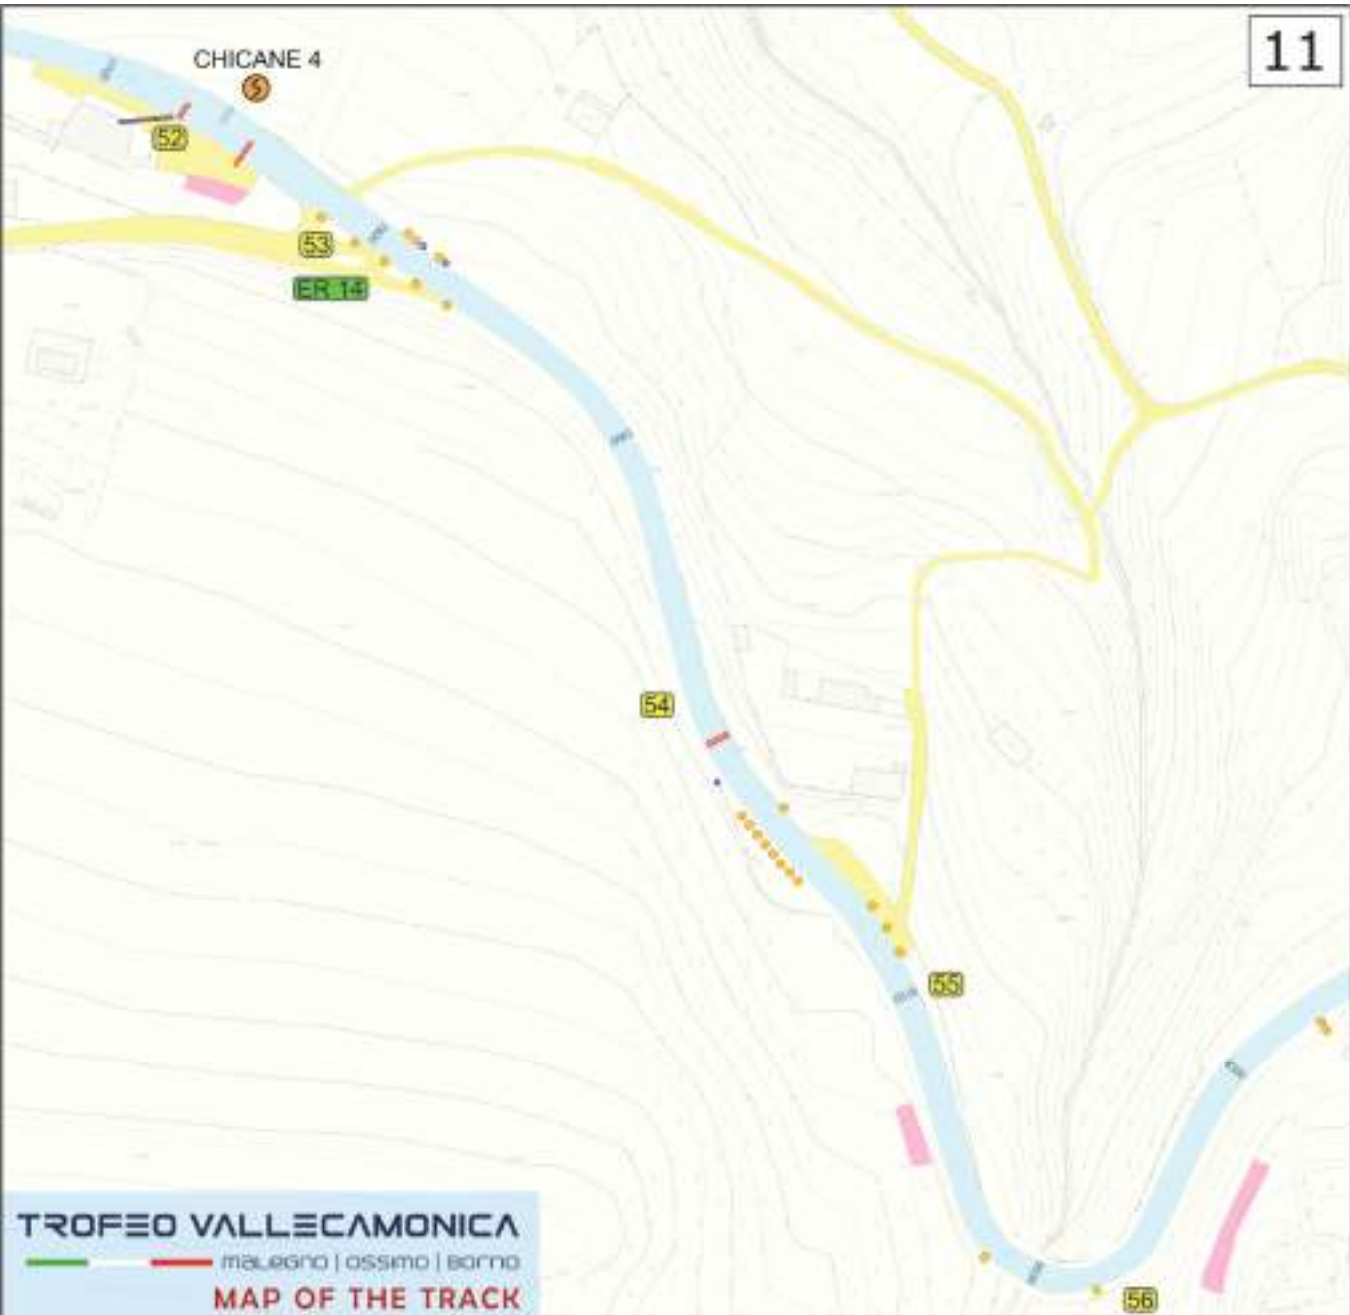 11
CHICANE 4
52
53
ER 14
54
55
56
TROFEO VALLECAMONICA
malegno | ossimo | borno
MAP OF THE TRACK